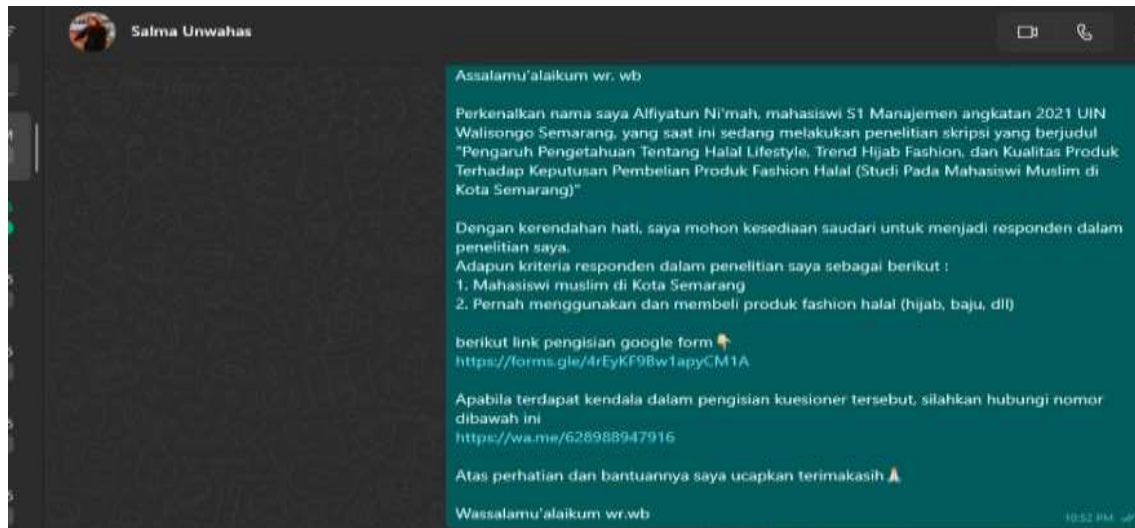 Salma Unwahas
Assalamu'alaikum wr. wb
Perkenalkan nama saya Alfiyatun Ni'mah, mahasiswi S1 Manajemen angkatan 2021 UIN
Walisongo Semarang, yang saat ini sedang melakukan penelitian skripsi yang berjudul
"Pengaruh Pengetahuan Tentang Halal Lifestyle, Trend Hijab Fashion, dan Kualitas Produk
Terhadap Keputusan Pembelian Produk Fashion Halal (Studi Pada Mahasiswi Muslim di
Kota Semarang)"
Dengan kerendahan hati, saya mohon kesediaan saudari untuk menjadi responden dalam
penelitian saya.
Adapun kriteria responden dalam penelitian saya sebagai berikut :
1. Mahasiswi muslim di Kota Semarang
2. Pernah menggunakan dan membeli produk fashion halal (hijab, baju, dll)
berikut link pengisian google form👇
https://forms.gle/4rEyKF9Bw1apyCM1A
Apabila terdapat kendala dalam pengisian kuesioner tersebut, silahkan hubungi nomor
dibawah ini
https://wa.me/628988947916
Atas perhatian dan bantuannya saya ucapkan terimakasih🙏
Wassalamu'alaikum wr.wb
10:52 PM